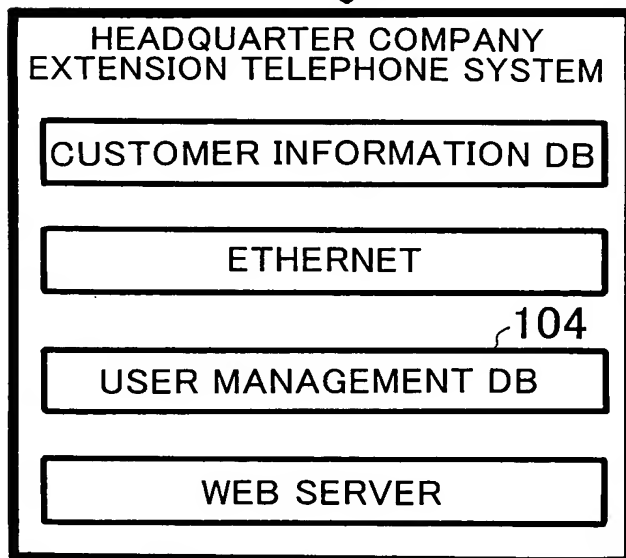 HEADQUARTER COMPANY
EXTENSION TELEPHONE SYSTEM
CUSTOMER INFORMATION DB
ETHERNET
104
USER MANAGEMENT DB
WEB SERVER